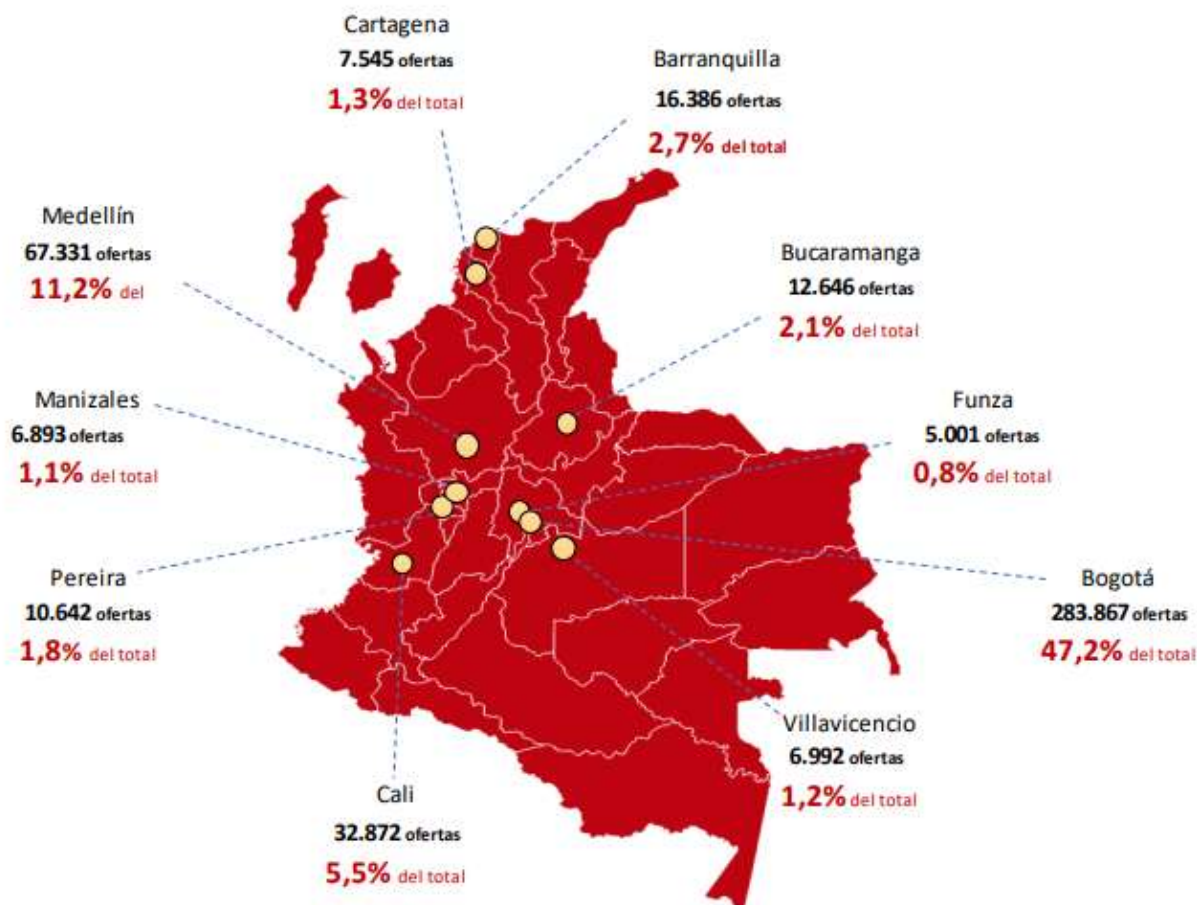 Cartagena
7.545 ofertas
1,3% del total
Barranquilla
16.386 ofertas
2,7% del total
Medellín
67.331 ofertas
11,2% del
Bucaramanga
12.646 ofertas
2,1% del total
Manizales
6.893 ofertas
1,1% del total
Funza
5.001 ofertas
0,8% del total
Pereira
10.642 ofertas
1,8% del total
Bogotá
283.867 ofertas
47,2% del total
Villavicencio
6.992 ofertas
1,2% del total
Cali
32.872 ofertas
5,5% del total